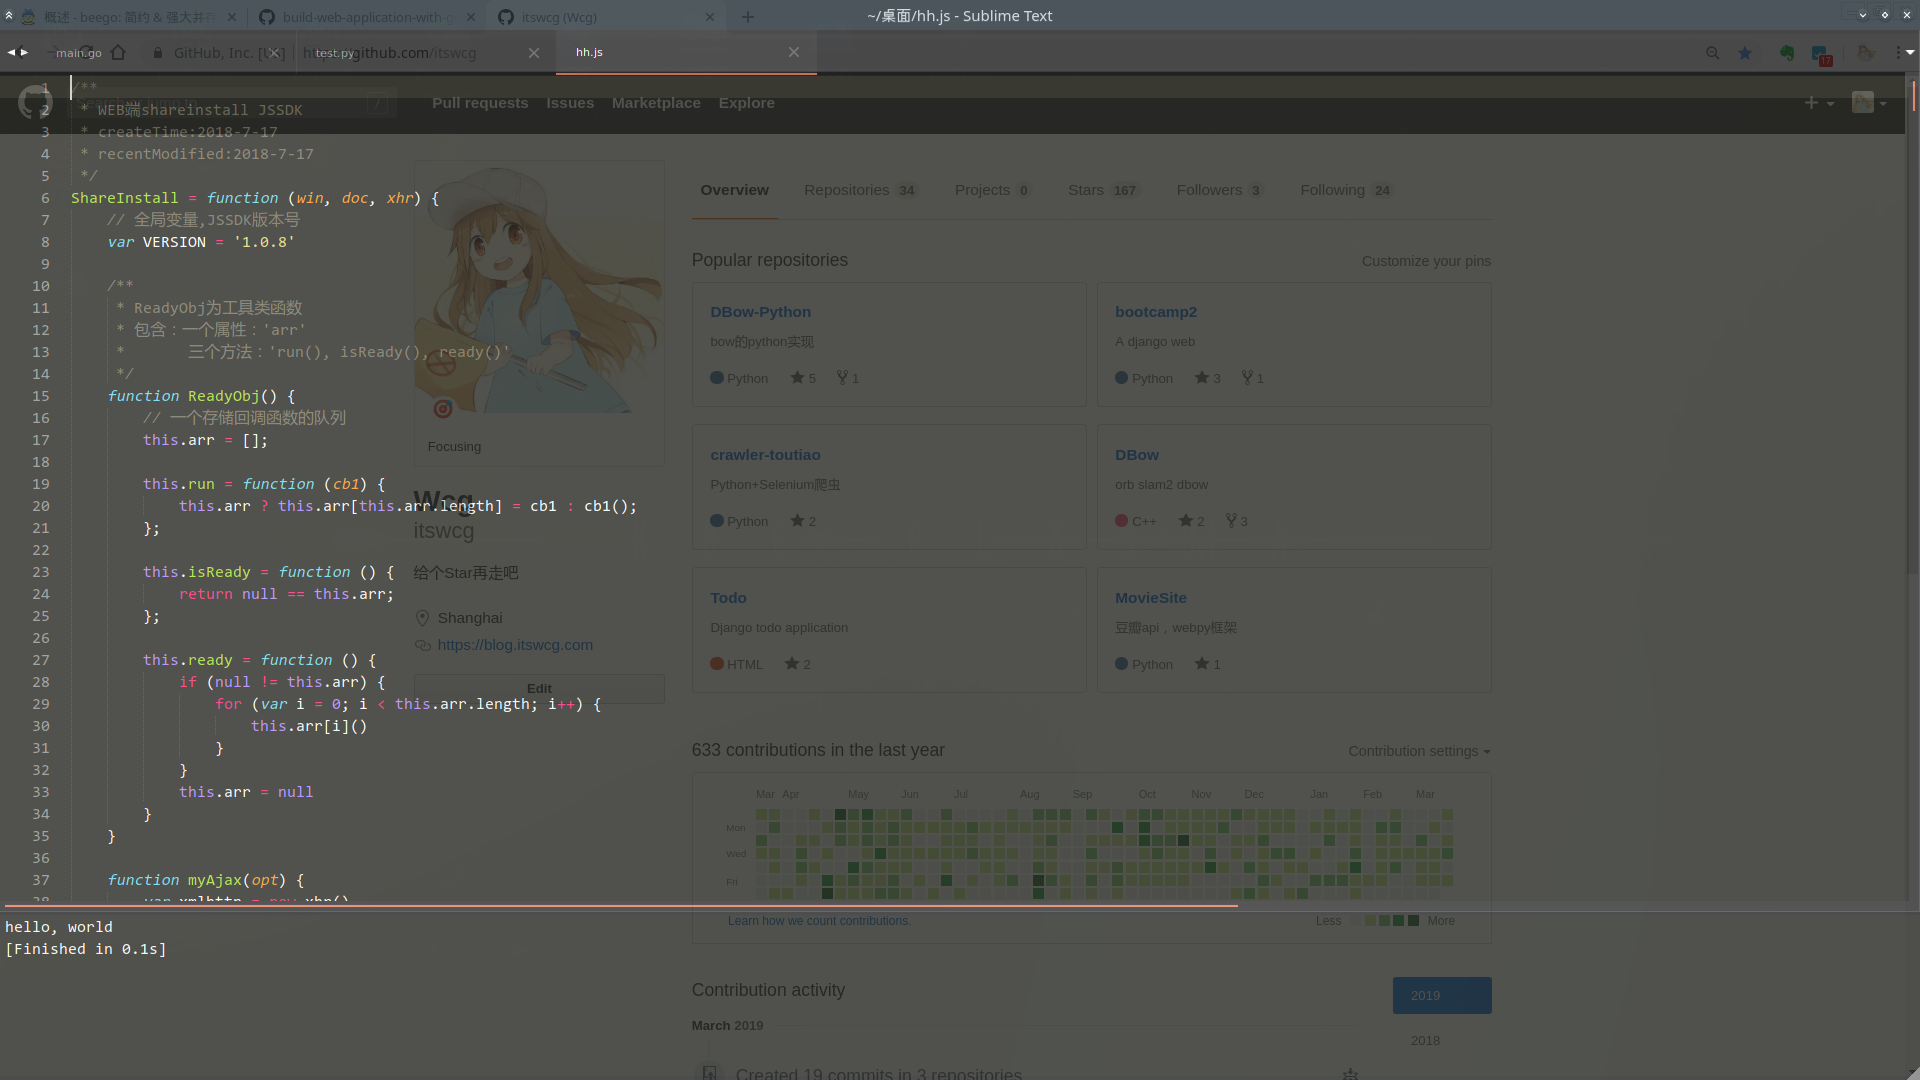 概述 - beego: 简约 & 强大并存
build-web-application-with-g
itswcg (Wcg)
~/桌面/hh.js - Sublime Text
main.go
GitHub, Inc. [U
test.py
github.com/itswcg
hh.js
17
Pull requests
Issues
Marketplace
Explore
1 /**
2  * WEB端shareinstall JSSDK
3  * createTime:2018-7-17
4  * recentModified:2018-7-17
5  */
6 ShareInstall = function (win, doc, xhr) {
7     // 全局变量,JSSDK版本号
8     var VERSION = '1.0.8'
9
10     /**
11      * ReadyObj为工具类函数
12      * 包含：一个属性：'arr'
13      *       三个方法：'run(), isReady(), ready()'
14      */
15     function ReadyObj() {
16         // 一个存储回调函数的队列
17         this.arr = [];
18
19         this.run = function (cb1) {
20             this.arr ? this.arr[this.arr.length] = cb1 : cb1();
21         };
22
23         this.isReady = function () {
24             return null == this.arr;
25         };
26
27         this.ready = function () {
28             if (null != this.arr) {
29                 for (var i = 0; i < this.arr.length; i++) {
30                     this.arr[i]()
31                 }
32             }
33             this.arr = null
34         }
35     }
36
37     function myAjax(opt) {
38         var xmlhttp = new xhr()
hello, world
[Finished in 0.1s]
Focusing
Wcg
itswcg
给个Star再走吧
Shanghai
https://blog.itswcg.com
Edit
Overview
Repositories 34
Projects 0
Stars 167
Followers 3
Following 24
Popular repositories
Customize your pins
DBow-Python
bow的python实现
Python 5 1
bootcamp2
A django web
Python 3 1
crawler-toutiao
Python+Selenium爬虫
Python 2
DBow
orb slam2 dbow
C++ 2 3
Todo
Django todo application
HTML 2
MovieSite
豆瓣api，webpy框架
Python 1
633 contributions in the last year
Contribution settings
Mar Apr May Jun Jul Aug Sep Oct Nov Dec Jan Feb Mar
Mon
Wed
Fri
Learn how we count contributions.
Less
More
Contribution activity
2019
March 2019
2018
Created 19 commits in 3 repositories